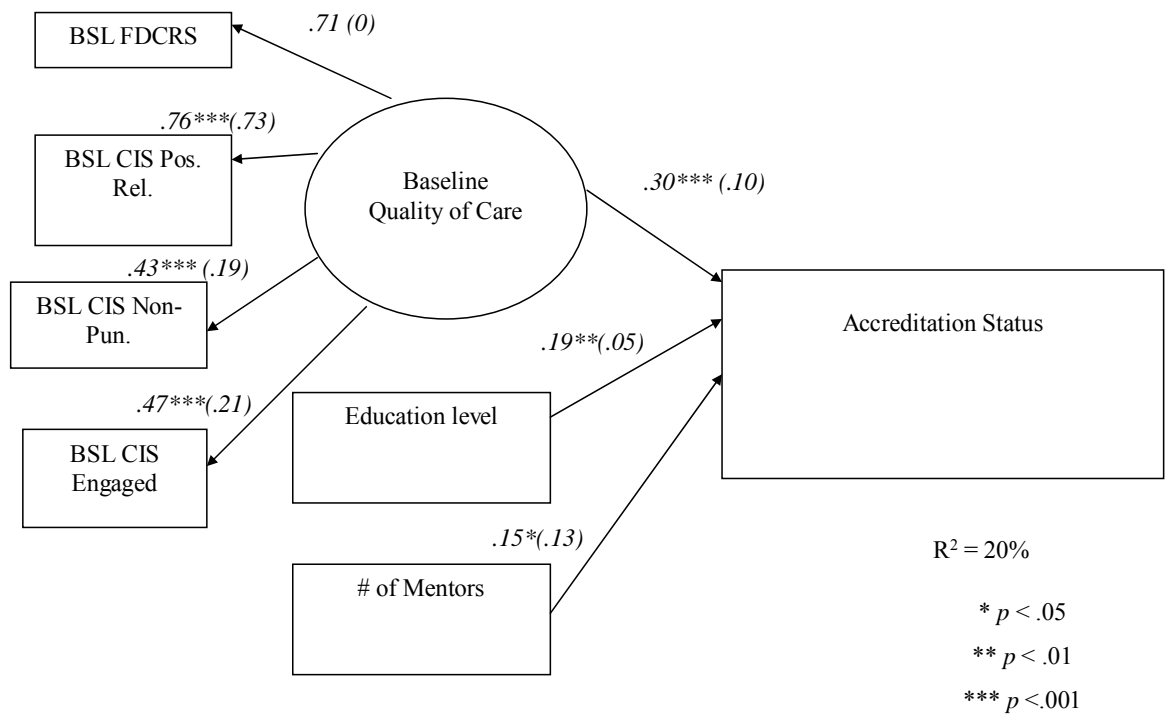 BSL FDCRS
.71 (0)
.76***(.73)
BSL CIS Pos.
Rel.
Baseline
Quality of Care
.30*** (.10)
.43*** (.19)
BSL CIS Non-
Pun.
Accreditation Status
.19**(.05)
.47***(.21)
Education level
BSL CIS
Engaged
.15*(.13)
# of Mentors
R² = 20%
* p < .05
** p < .01
*** p <.001